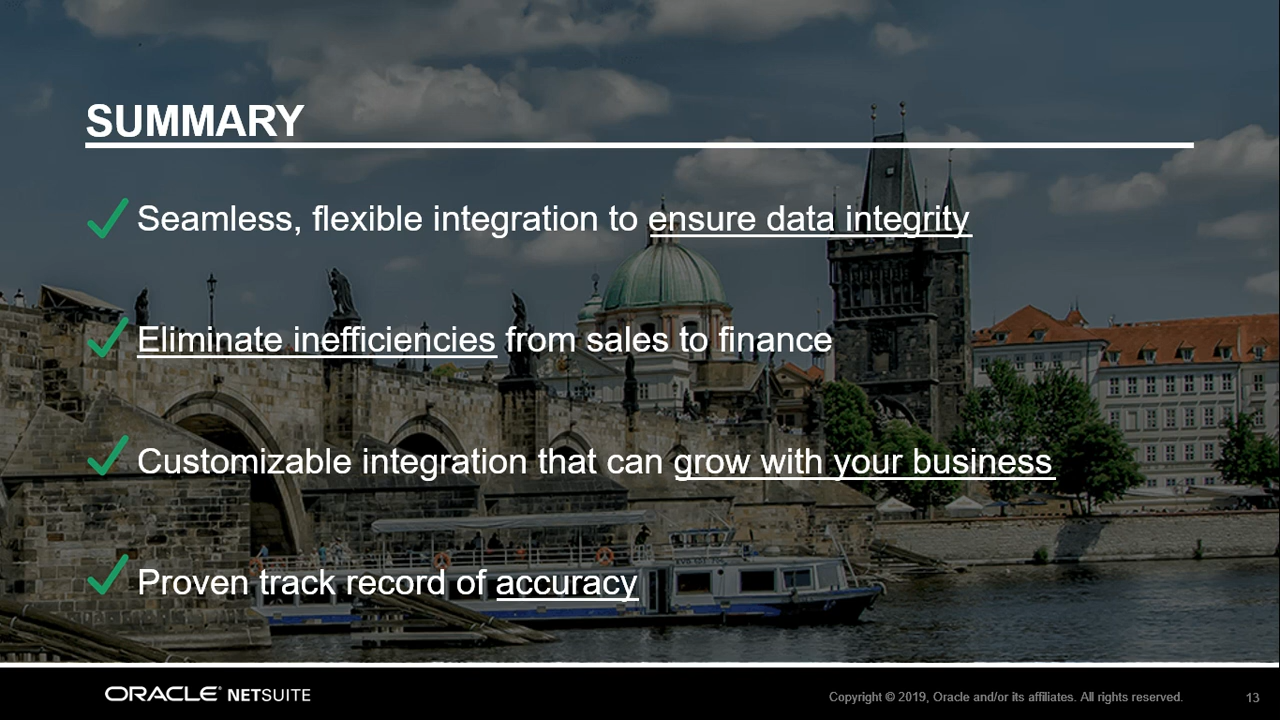 SUMMARY
Seamless, flexible integration to ensure data integrity
Eliminate inefficiencies from sales to finance
Customizable integration that can grow with your business
Proven track record of accuracy
ORACLE® NETSUITE
Copyright © 2019, Oracle and/or its affiliates. All rights reserved.
13